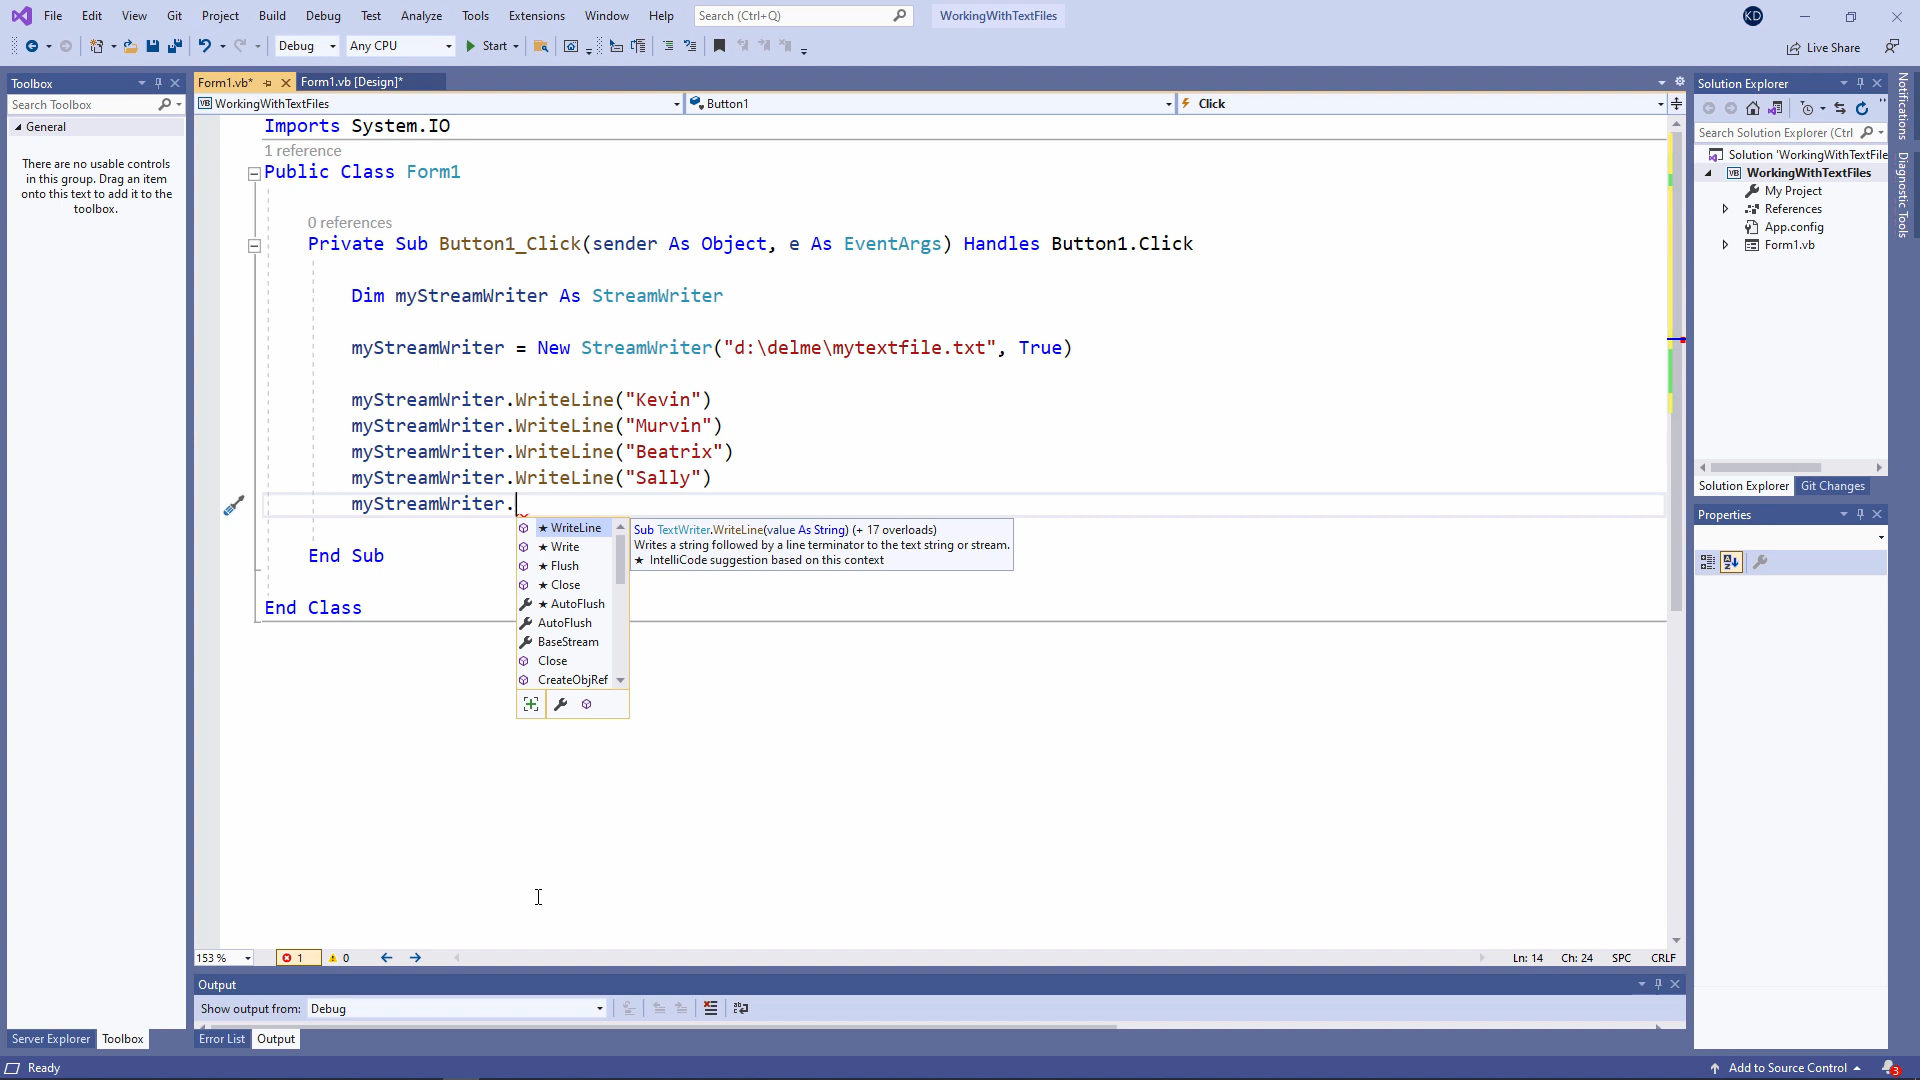 File Edit View Git Project Build Debug Test Analyze Tools Extensions Window Help Search (Ctrl+Q) WorkingWithTextFiles KD
Debug Any CPU Start Live Share
Toolbox
Search Toolbox
General
There are no usable controls
in this group. Drag an item
onto this text to add it to the
toolbox.
Form1.vb* Form1.vb [Design]*
WorkingWithTextFiles Button1 Click
Imports System.IO
1 reference
Public Class Form1
0 references
Private Sub Button1_Click(sender As Object, e As EventArgs) Handles Button1.Click
Dim myStreamWriter As StreamWriter
myStreamWriter = New StreamWriter("d:\delme\mytextfile.txt", True)
myStreamWriter.WriteLine("Kevin")
myStreamWriter.WriteLine("Murvin")
myStreamWriter.WriteLine("Beatrix")
myStreamWriter.WriteLine("Sally")
myStreamWriter.
★ WriteLine
★ Write
★ Flush
★ Close
★ AutoFlush
AutoFlush
BaseStream
Close
CreateObjRef
Sub TextWriter.WriteLine(value As String) (+ 17 overloads)
Writes a string followed by a line terminator to the text string or stream.
★ IntelliCode suggestion based on this context
End Sub
End Class
153 % 1 0 Ln: 14 Ch: 24 SPC CRLF
Output
Show output from: Debug
Server Explorer Toolbox Error List Output
Solution Explorer
Search Solution Explorer (Ctrl
Solution 'WorkingWithTextFile
WorkingWithTextFiles
My Project
References
App.config
Form1.vb
Solution Explorer Git Changes
Properties
Notifications
Diagnostic Tools
Ready Add to Source Control 3